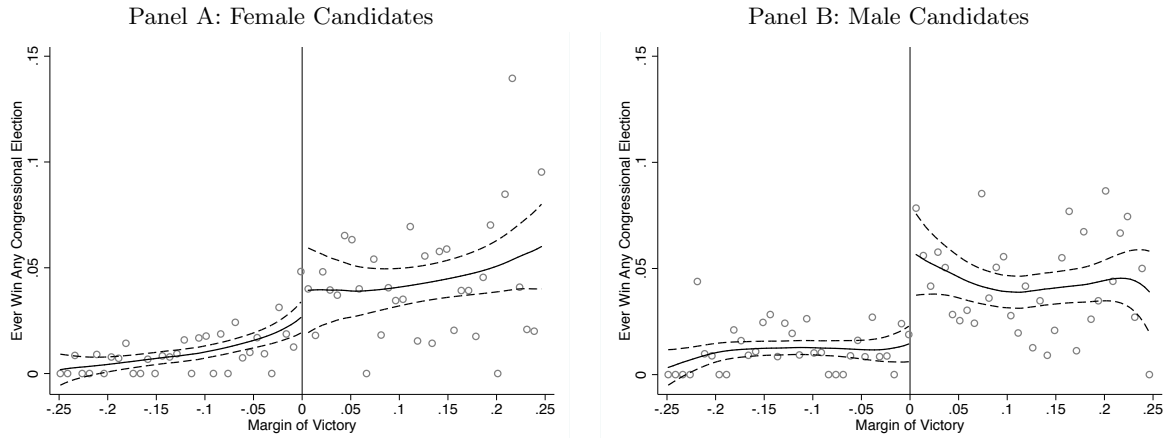 Panel A: Female Candidates
Ever Win Any Congressional Election
.15
.1
.05
0
-.25 -.2 -.15 -.1 -.05 0 .05 .1 .15 .2 .25
Margin of Victory
Panel B: Male Candidates
Ever Win Any Congressional Election
.15
.1
.05
0
-.25 -.2 -.15 -.1 -.05 0 .05 .1 .15 .2 .25
Margin of Victory